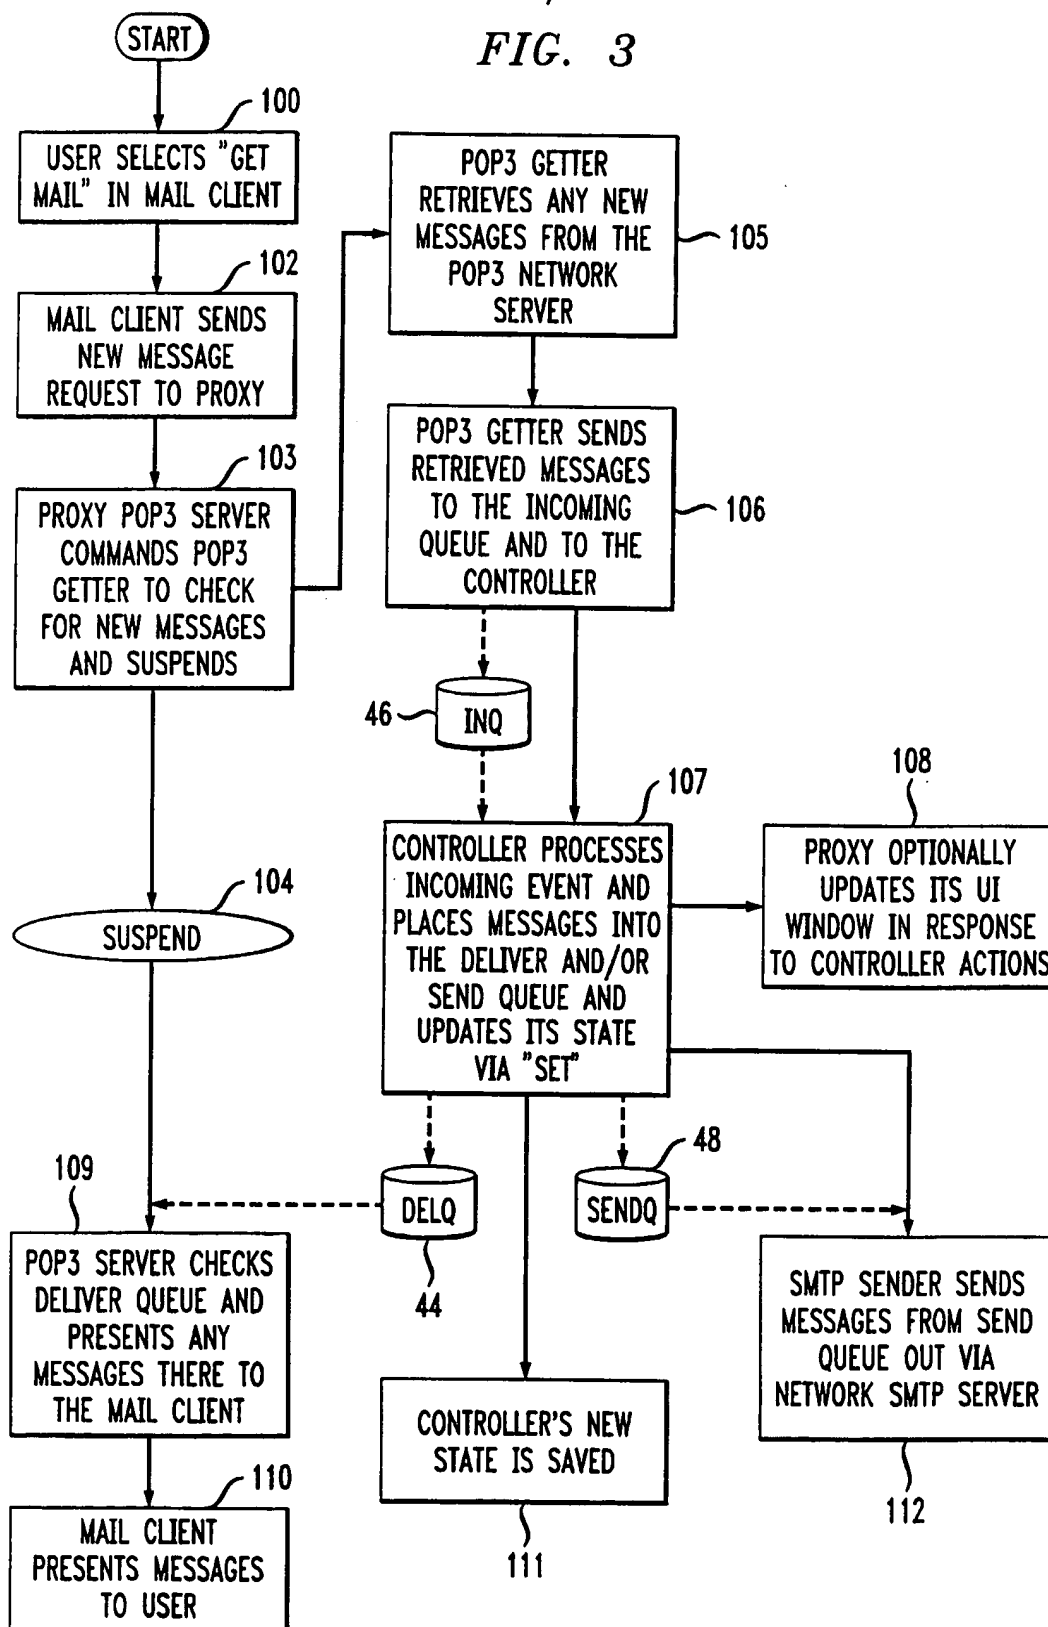 FIG. 3
START
100
USER SELECTS "GET
MAIL" IN MAIL CLIENT
102
MAIL CLIENT SENDS
NEW MESSAGE
REQUEST TO PROXY
103
PROXY POP3 SERVER
COMMANDS POP3
GETTER TO CHECK
FOR NEW MESSAGES
AND SUSPENDS
POP3 GETTER
RETRIEVES ANY NEW
MESSAGES FROM THE
POP3 NETWORK
SERVER
105
POP3 GETTER SENDS
RETRIEVED MESSAGES
TO THE INCOMING
QUEUE AND TO THE
CONTROLLER
106
46
INQ
104
SUSPEND
107
CONTROLLER PROCESSES
INCOMING EVENT AND
PLACES MESSAGES INTO
THE DELIVER AND/OR
SEND QUEUE AND
UPDATES ITS STATE
VIA "SET"
108
PROXY OPTIONALLY
UPDATES ITS UI
WINDOW IN RESPONSE
TO CONTROLLER ACTIONS
DELQ
44
48
SENDQ
109
POP3 SERVER CHECKS
DELIVER QUEUE AND
PRESENTS ANY
MESSAGES THERE TO
THE MAIL CLIENT
110
MAIL CLIENT
PRESENTS MESSAGES
TO USER
CONTROLLER'S NEW
STATE IS SAVED
111
SMTP SENDER SENDS
MESSAGES FROM SEND
QUEUE OUT VIA
NETWORK SMTP SERVER
112